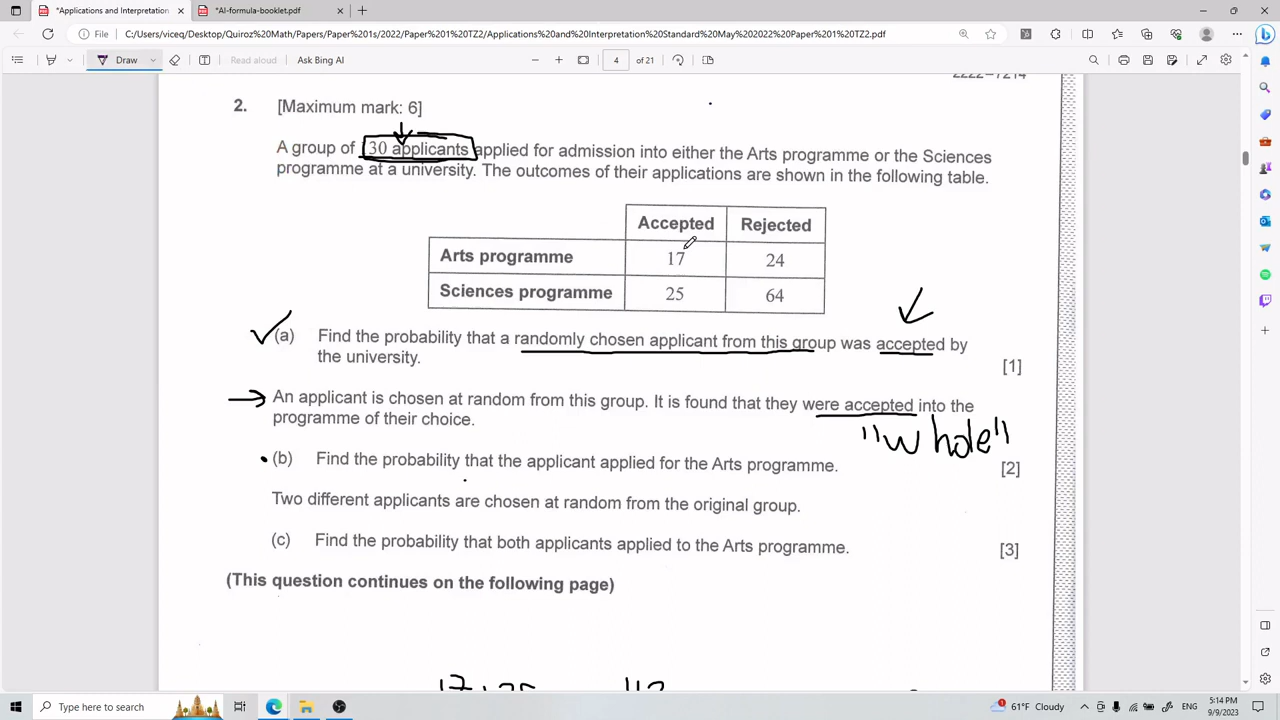 *Applications and Interpretation
*AI-formula-booklet.pdf
File
C:/Users/viceq/Desktop/Quiroz%20Math/Papers/Paper%201s/2022/Paper%201%20TZ2/Applications%20and%20Interpretation%20Standard%20May%202022%20Paper%201%20TZ2.pdf
Draw
Read aloud
Ask Bing AI
4
of 21
2222–7214
2. [Maximum mark: 6]
A group of 30 applicants applied for admission into either the Arts programme or the Sciences
programme at a university. The outcomes of their applications are shown in the following table.
Accepted Rejected
Arts programme 17 24
Sciences programme 25 64
(a) Find the probability that a randomly chosen applicant from this group was accepted by
the university.
[1]
An applicant is chosen at random from this group. It is found that they were accepted into the
programme of their choice.
"whole"
(b) Find the probability that the applicant applied for the Arts programme.
[2]
Two different applicants are chosen at random from the original group.
(c) Find the probability that both applicants applied to the Arts programme.
[3]
(This question continues on the following page)
17+25 42
Type here to search
61°F Cloudy
5:14 PM
9/9/2023